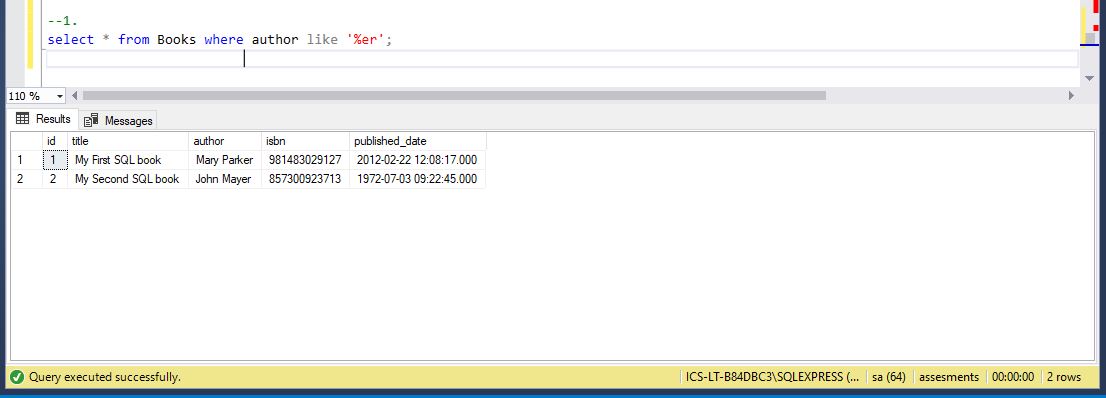 --1.
select * from Books where author like '%er';
110 %
Results Messages
id title author isbn published_date
1 1 My First SQL book Mary Parker 981483029127 2012-02-22 12:08:17.000
2 2 My Second SQL book John Mayer 857300923713 1972-07-03 09:22:45.000
Query executed successfully. ICS-LT-B84DBC3\SQLEXPRESS (... sa (64) assesments 00:00:00 2 rows